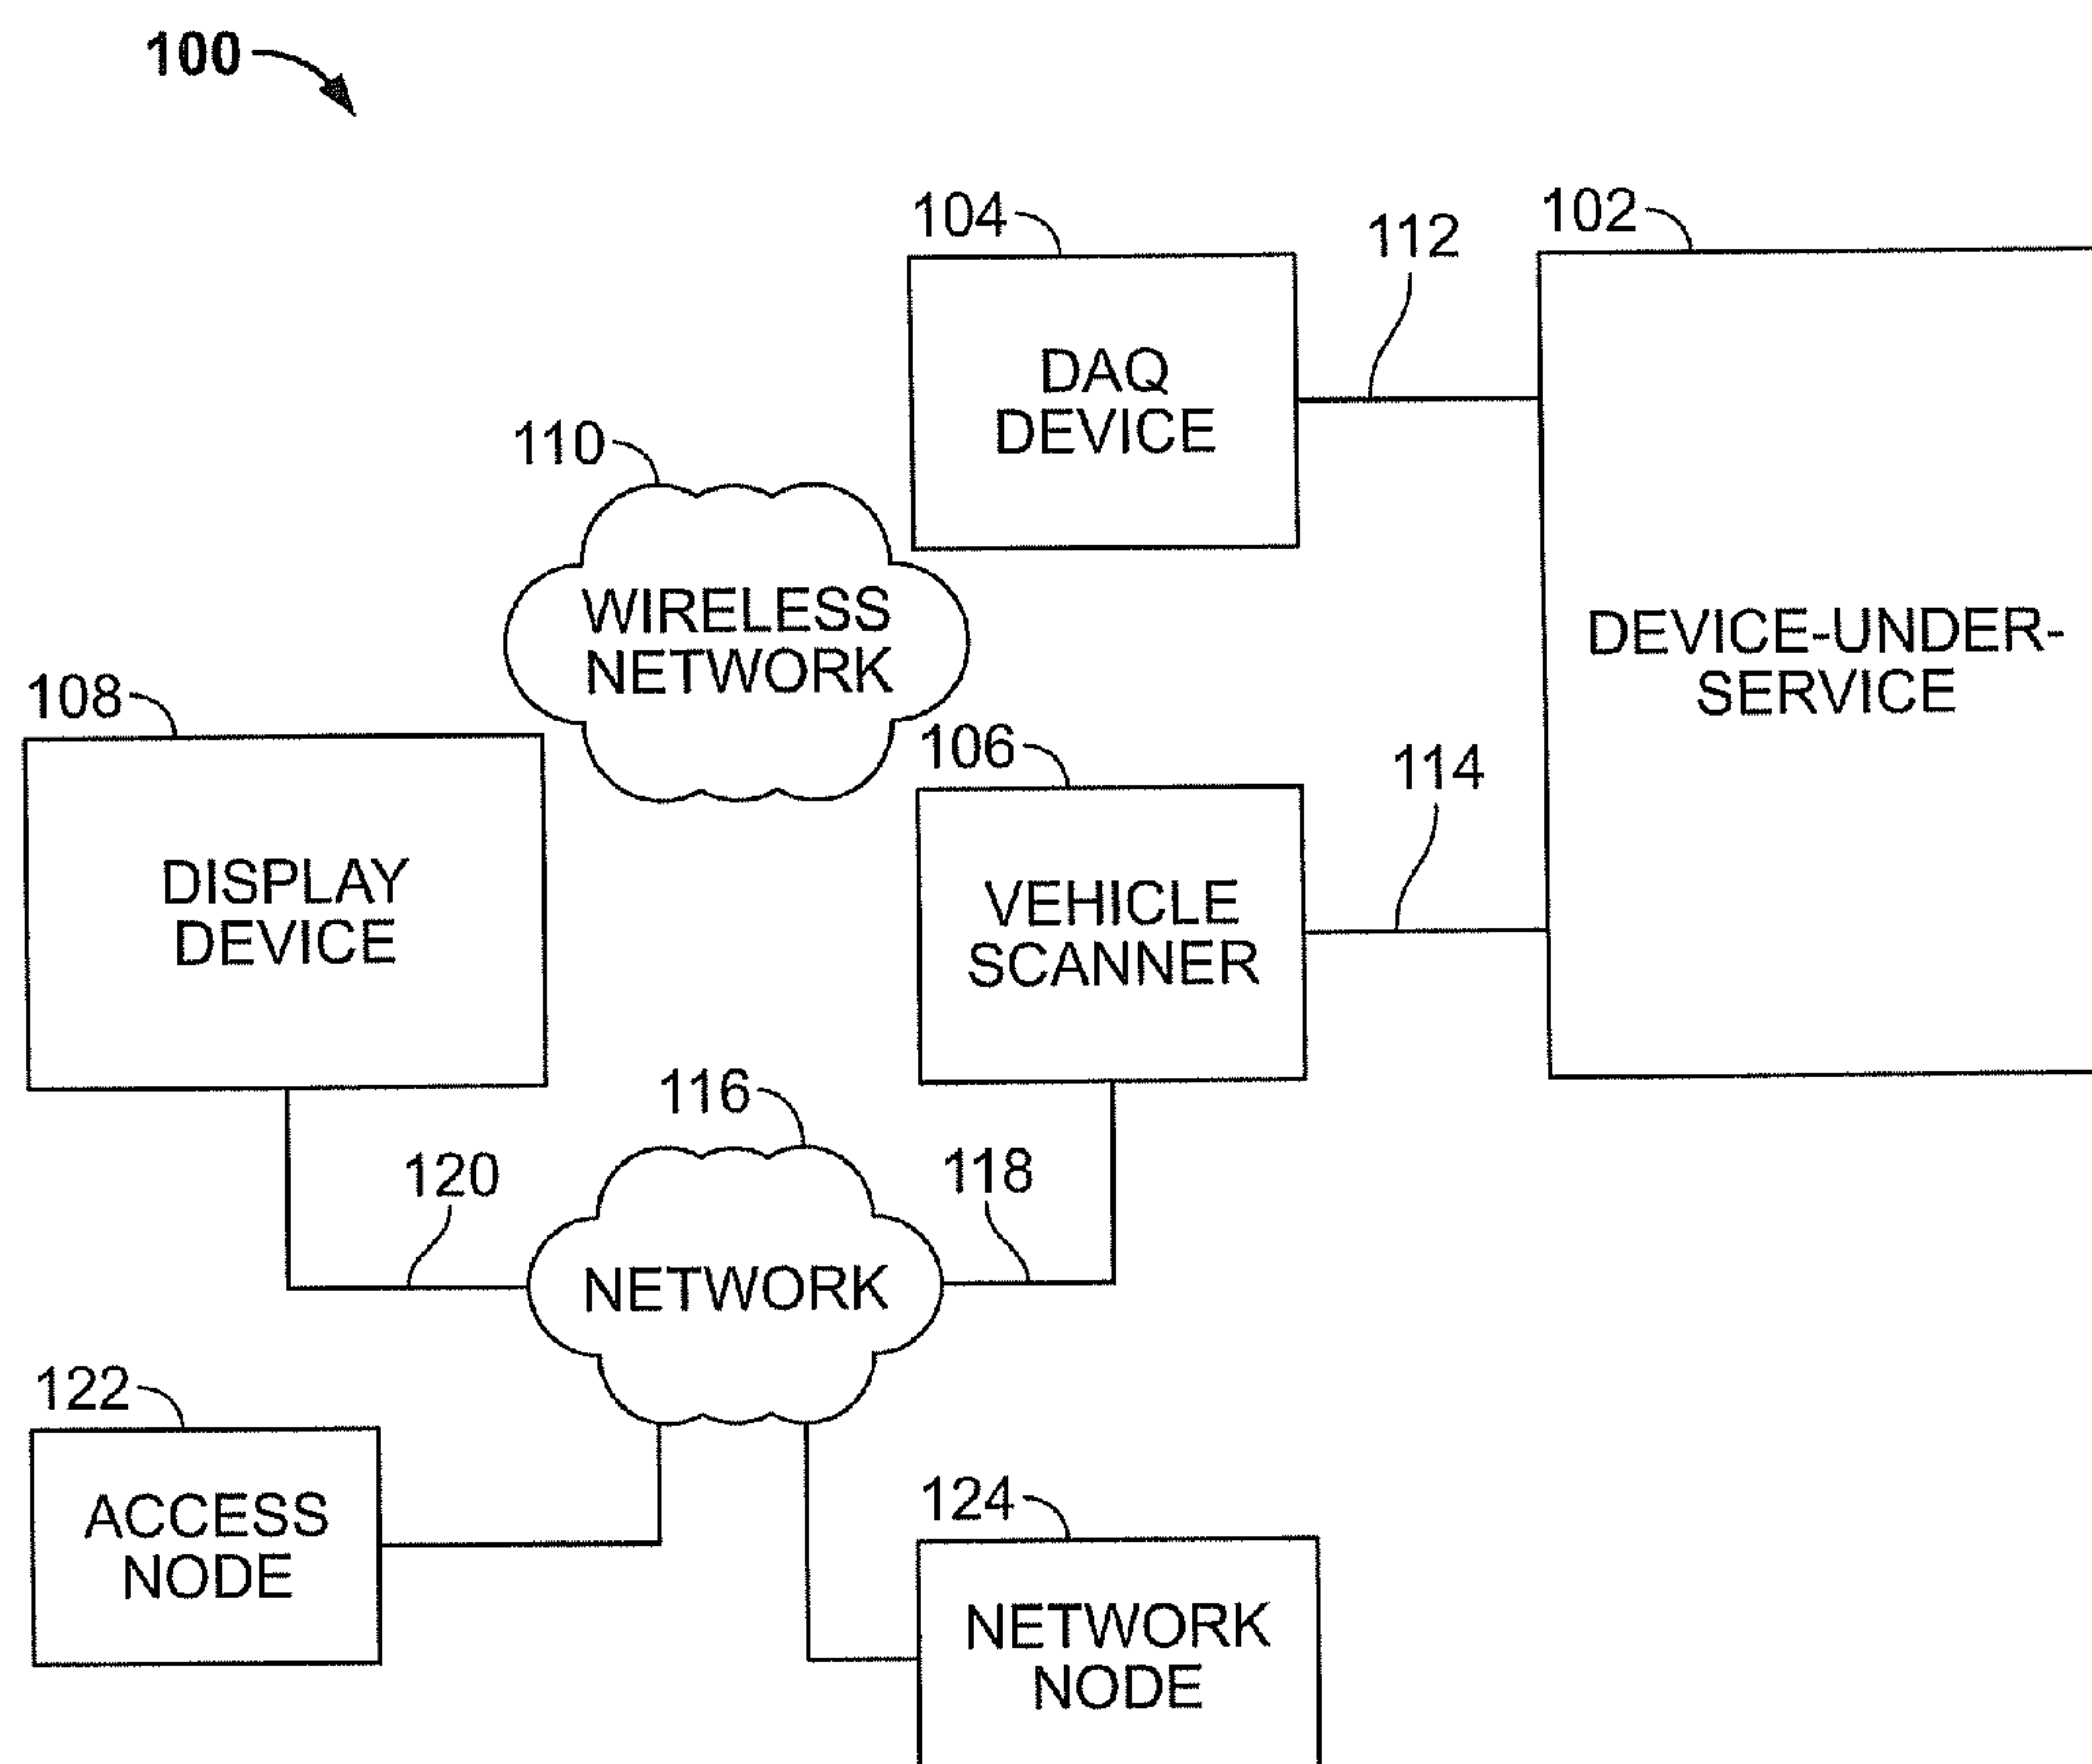 100
104
112
102
DAQ
DEVICE
110
WIRELESS
NETWORK
DEVICE-UNDER-
SERVICE
108
106
114
DISPLAY
DEVICE
VEHICLE
SCANNER
116
120
118
NETWORK
122
ACCESS
NODE
124
NETWORK
NODE